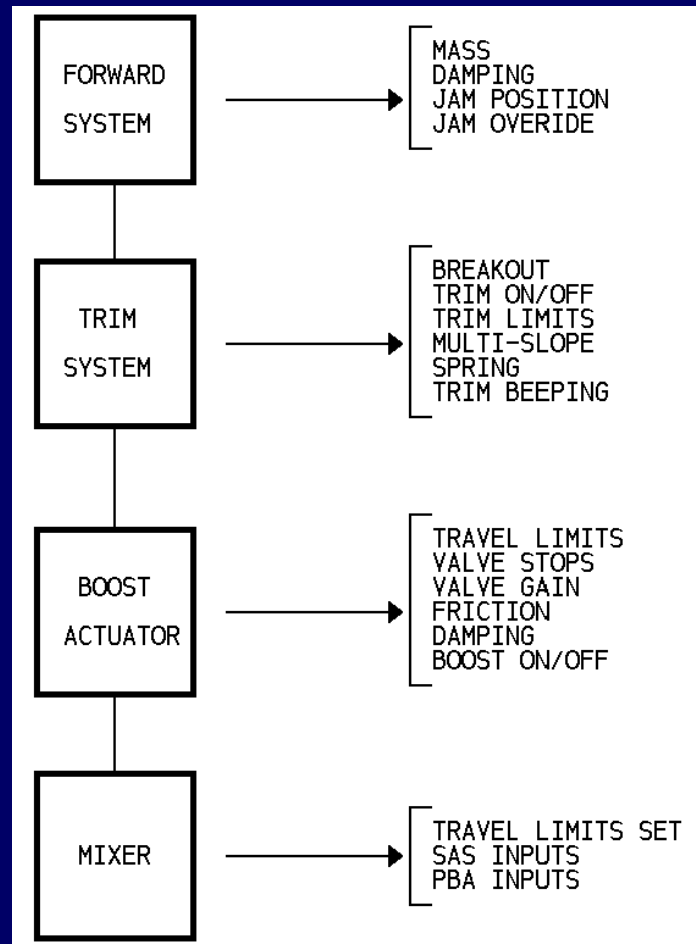 FORWARD
SYSTEM
MASS
DAMPING
JAM POSITION
JAM OVERIDE
TRIM
SYSTEM
BREAKOUT
TRIM ON/OFF
TRIM LIMITS
MULTI-SLOPE
SPRING
TRIM BEEPING
BOOST
ACTUATOR
TRAVEL LIMITS
VALVE STOPS
VALVE GAIN
FRICTION
DAMPING
BOOST ON/OFF
MIXER
TRAVEL LIMITS SET
SAS INPUTS
PBA INPUTS